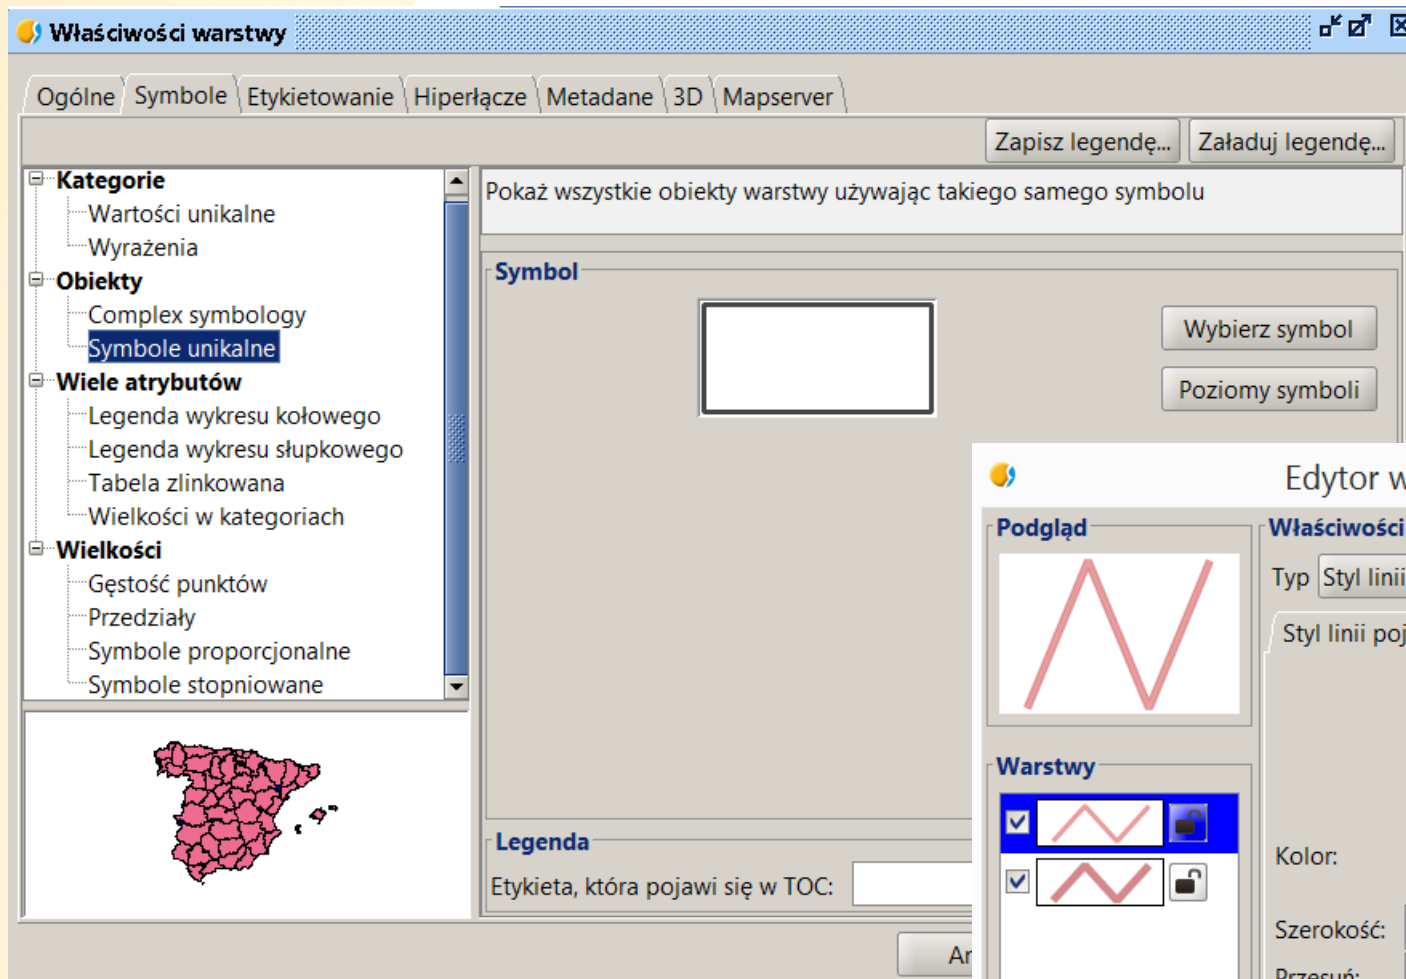 Właściwości warstwy
Ogólne Symbole Etykietowanie Hiperłącze Metadane 3D Mapserver
Zapisz legendę... Załaduj legendę...
Kategorie
Wartości unikalne
Wyrażenia
Obiekty
Complex symbology
Symbole unikalne
Wiele atrybutów
Legenda wykresu kołowego
Legenda wykresu słupkowego
Tabela zlinkowana
Wielkości w kategoriach
Wielkości
Gęstość punktów
Przedziały
Symbole proporcjonalne
Symbole stopniowane
Pokaż wszystkie obiekty warstwy używając takiego samego symbolu
Symbol
Wybierz symbol
Poziomy symboli
Legenda
Etykieta, która pojawi się w TOC:
Edytor w
Podgląd
Właściwości
Typ Styl linii
Styl linii poj
Warstwy
Kolor:
Szerokość:
Przesuń: